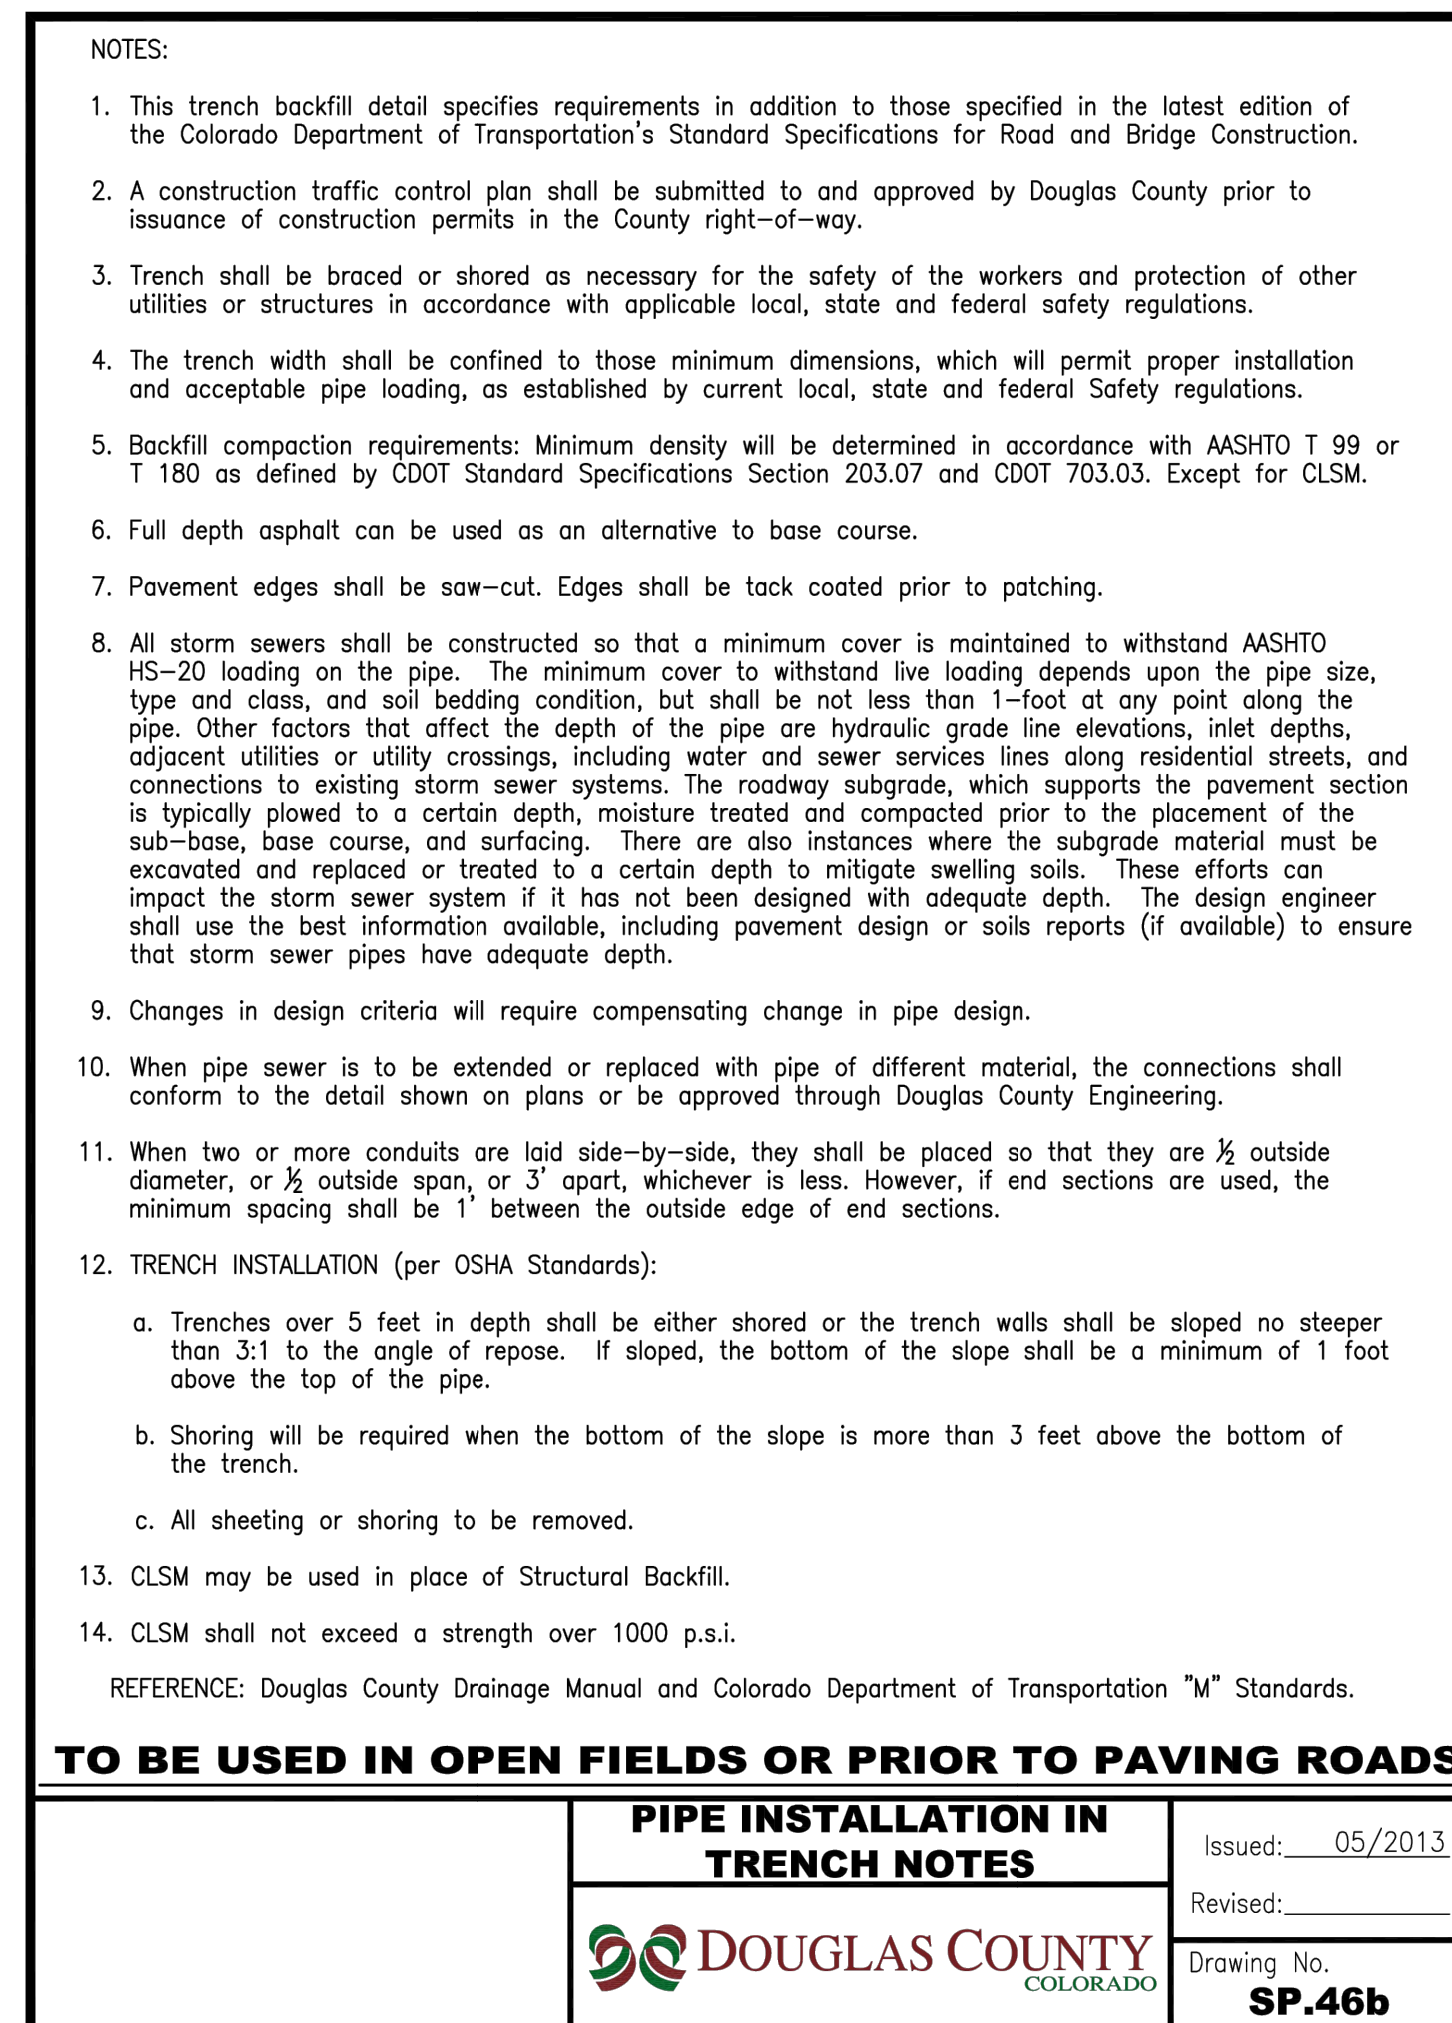 NOTES:
1. This trench backfill detail specifies requirements in addition to those specified in the latest edition of
the Colorado Department of Transportation's Standard Specifications for Road and Bridge Construction.
2. A construction traffic control plan shall be submitted to and approved by Douglas County prior to
issuance of construction permits in the County right-of-way.
3. Trench shall be braced or shored as necessary for the safety of the workers and protection of other
utilities or structures in accordance with applicable local, state and federal safety regulations.
4. The trench width shall be confined to those minimum dimensions, which will permit proper installation
and acceptable pipe loading, as established by current local, state and federal Safety regulations.
5. Backfill compaction requirements: Minimum density will be determined in accordance with AASHTO T 99 or
T 180 as defined by CDOT Standard Specifications Section 203.07 and CDOT 703.03. Except for CLSM.
6. Full depth asphalt can be used as an alternative to base course.
7. Pavement edges shall be saw-cut. Edges shall be tack coated prior to patching.
8. All storm sewers shall be constructed so that a minimum cover is maintained to withstand AASHTO
HS-20 loading on the pipe. The minimum cover to withstand live loading depends upon the pipe size,
type and class, and soil bedding condition, but shall be not less than 1-foot at any point along the
pipe. Other factors that affect the depth of the pipe are hydraulic grade line elevations, inlet depths,
adjacent utilities or utility crossings, including water and sewer services lines along residential streets, and
connections to existing storm sewer systems. The roadway subgrade, which supports the pavement section
is typically plowed to a certain depth, moisture treated and compacted prior to the placement of the
sub-base, base course, and surfacing. There are also instances where the subgrade material must be
excavated and replaced or treated to a certain depth to mitigate swelling soils. These efforts can
impact the storm sewer system if it has not been designed with adequate depth. The design engineer
shall use the best information available, including pavement design or soils reports (if available) to ensure
that storm sewer pipes have adequate depth.
9. Changes in design criteria will require compensating change in pipe design.
10. When pipe sewer is to be extended or replaced with pipe of different material, the connections shall
conform to the detail shown on plans or be approved through Douglas County Engineering.
11. When two or more conduits are laid side-by-side, they shall be placed so that they are ½ outside
diameter, or ½ outside span, or 3' apart, whichever is less. However, if end sections are used, the
minimum spacing shall be 1' between the outside edge of end sections.
12. TRENCH INSTALLATION (per OSHA Standards):
a. Trenches over 5 feet in depth shall be either shored or the trench walls shall be sloped no steeper
than 3:1 to the angle of repose. If sloped, the bottom of the slope shall be a minimum of 1 foot
above the top of the pipe.
b. Shoring will be required when the bottom of the slope is more than 3 feet above the bottom of
the trench.
c. All sheeting or shoring to be removed.
13. CLSM may be used in place of Structural Backfill.
14. CLSM shall not exceed a strength over 1000 p.s.i.
REFERENCE: Douglas County Drainage Manual and Colorado Department of Transportation "M" Standards.
TO BE USED IN OPEN FIELDS OR PRIOR TO PAVING ROADS
PIPE INSTALLATION IN
TRENCH NOTES
DOUGLAS COUNTY
COLORADO
Issued: 05/2013
Revised:
Drawing No.
SP.46b